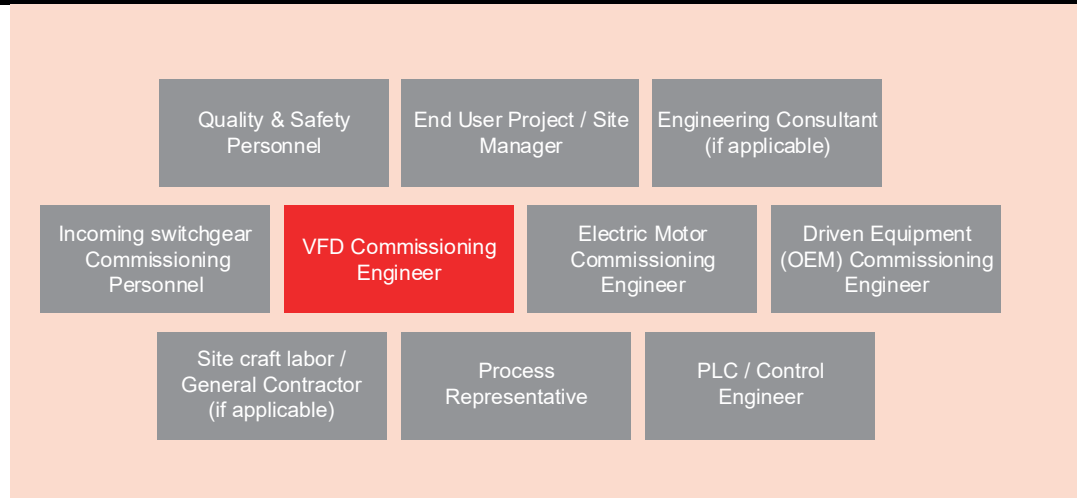 Quality & Safety
Personnel
End User Project / Site
Manager
Engineering Consultant
(if applicable)
Incoming switchgear
Commissioning
Personnel
VFD Commissioning
Engineer
Electric Motor
Commissioning
Engineer
Driven Equipment
(OEM) Commissioning
Engineer
Site craft labor /
General Contractor
(if applicable)
Process
Representative
PLC / Control
Engineer